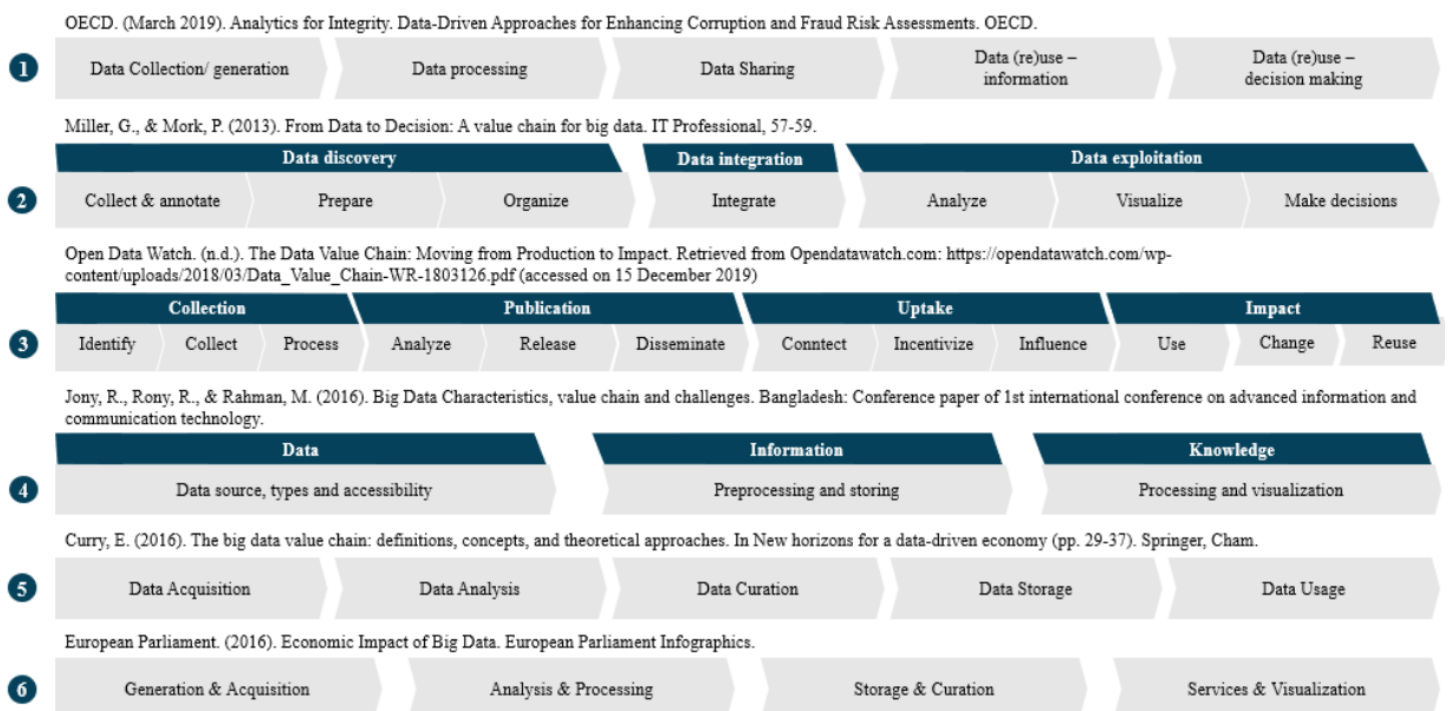 OECD. (March 2019). Analytics for Integrity. Data-Driven Approaches for Enhancing Corruption and Fraud Risk Assessments. OECD.
1
Data Collection/ generation
Data processing
Data Sharing
Data (re)use –
information
Data (re)use –
decision making
Miller, G., & Mork, P. (2013). From Data to Decision: A value chain for big data. IT Professional, 57-59.
Data discovery
Data integration
Data exploitation
2
Collect & annotate
Prepare
Organize
Integrate
Analyze
Visualize
Make decisions
Open Data Watch. (n.d.). The Data Value Chain: Moving from Production to Impact. Retrieved from Opendatawatch.com: https://opendatawatch.com/wp-
content/uploads/2018/03/Data_Value_Chain-WR-1803126.pdf (accessed on 15 December 2019)
Collection
Publication
Uptake
Impact
3
Identify
Collect
Process
Analyze
Release
Disseminate
Conntect
Incentivize
Influence
Use
Change
Reuse
Jony, R., Rony, R., & Rahman, M. (2016). Big Data Characteristics, value chain and challenges. Bangladesh: Conference paper of 1st international conference on advanced information and
communication technology.
Data
Information
Knowledge
4
Data source, types and accessibility
Preprocessing and storing
Processing and visualization
Curry, E. (2016). The big data value chain: definitions, concepts, and theoretical approaches. In New horizons for a data-driven economy (pp. 29-37). Springer, Cham.
5
Data Acquisition
Data Analysis
Data Curation
Data Storage
Data Usage
European Parliament. (2016). Economic Impact of Big Data. European Parliament Infographics.
6
Generation & Acquisition
Analysis & Processing
Storage & Curation
Services & Visualization